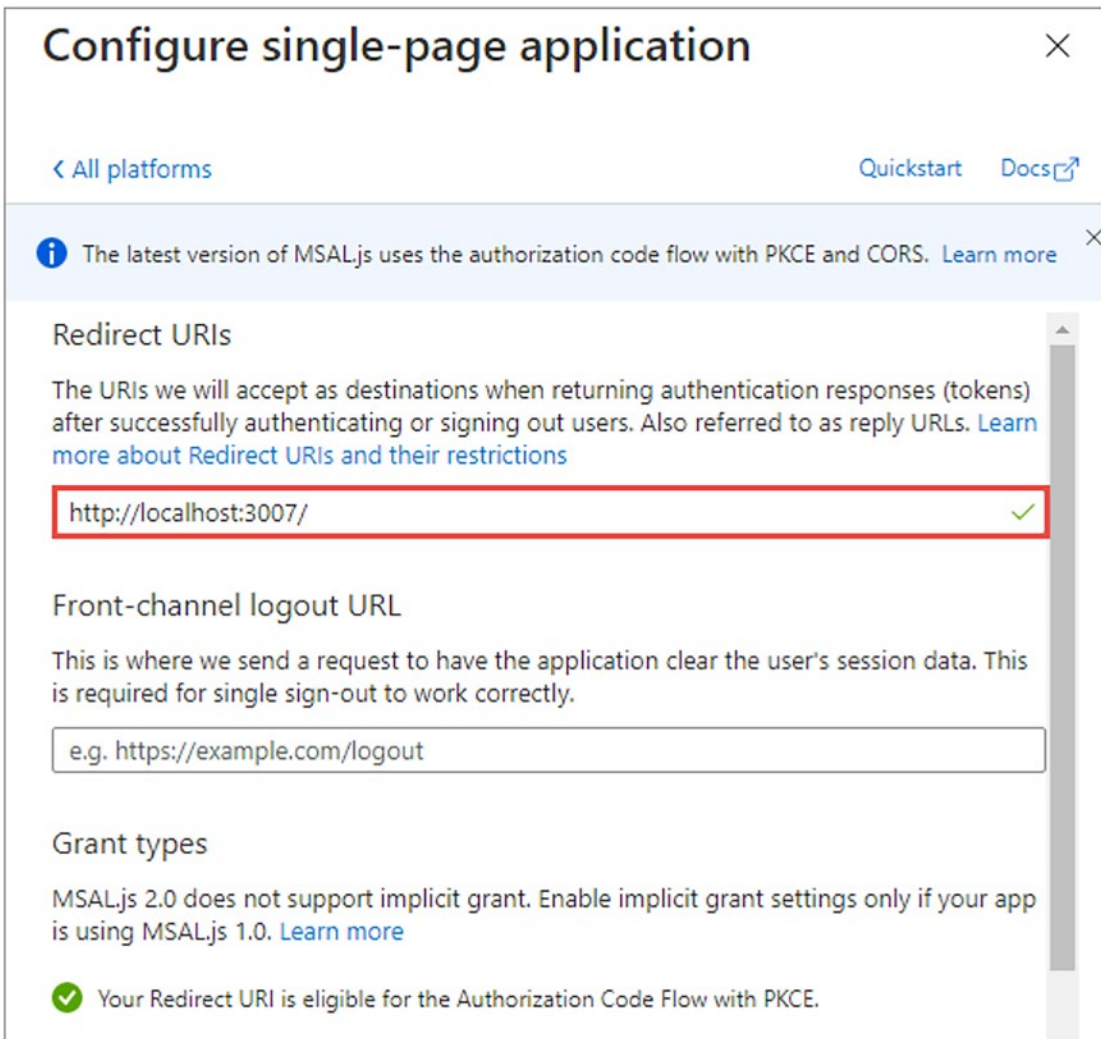 Configure single-page application
All platforms
Quickstart
Docs
The latest version of MSAL.js uses the authorization code flow with PKCE and CORS. Learn more
Redirect URIs
The URIs we will accept as destinations when returning authentication responses (tokens)
after successfully authenticating or signing out users. Also referred to as reply URLs. Learn
more about Redirect URIs and their restrictions
http://localhost:3007/
Front-channel logout URL
This is where we send a request to have the application clear the user's session data. This
is required for single sign-out to work correctly.
e.g. https://example.com/logout
Grant types
MSAL.js 2.0 does not support implicit grant. Enable implicit grant settings only if your app
is using MSAL.js 1.0. Learn more
Your Redirect URI is eligible for the Authorization Code Flow with PKCE.